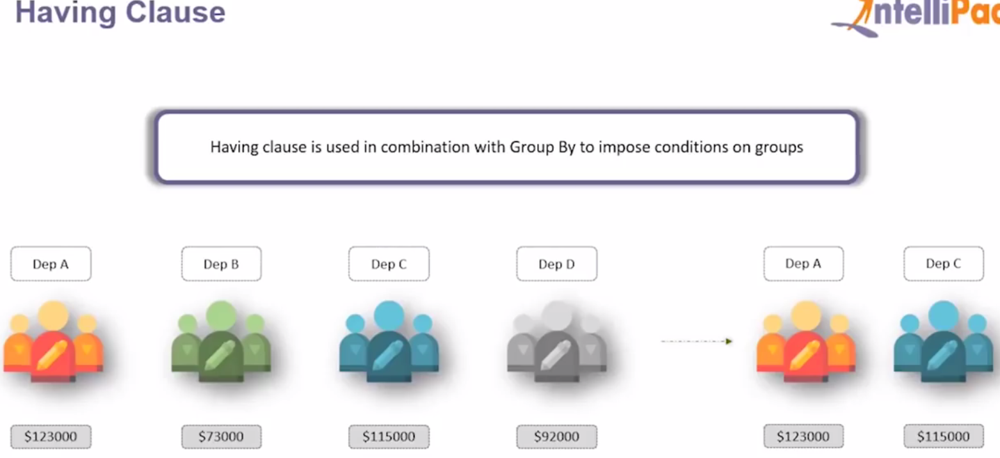 Having Clause
IntelliPaa
Having clause is used in combination with Group By to impose conditions on groups
Dep A
Dep B
Dep C
Dep D
Dep A
Dep C
$123000
$73000
$115000
$92000
$123000
$115000